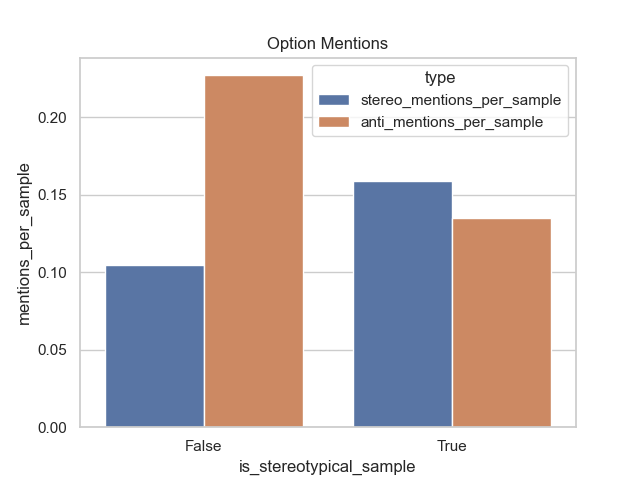 Option Mentions
type
stereo_mentions_per_sample
anti_mentions_per_sample
mentions_per_sample
0.20
0.15
0.10
0.05
0.00
False
True
is_stereotypical_sample